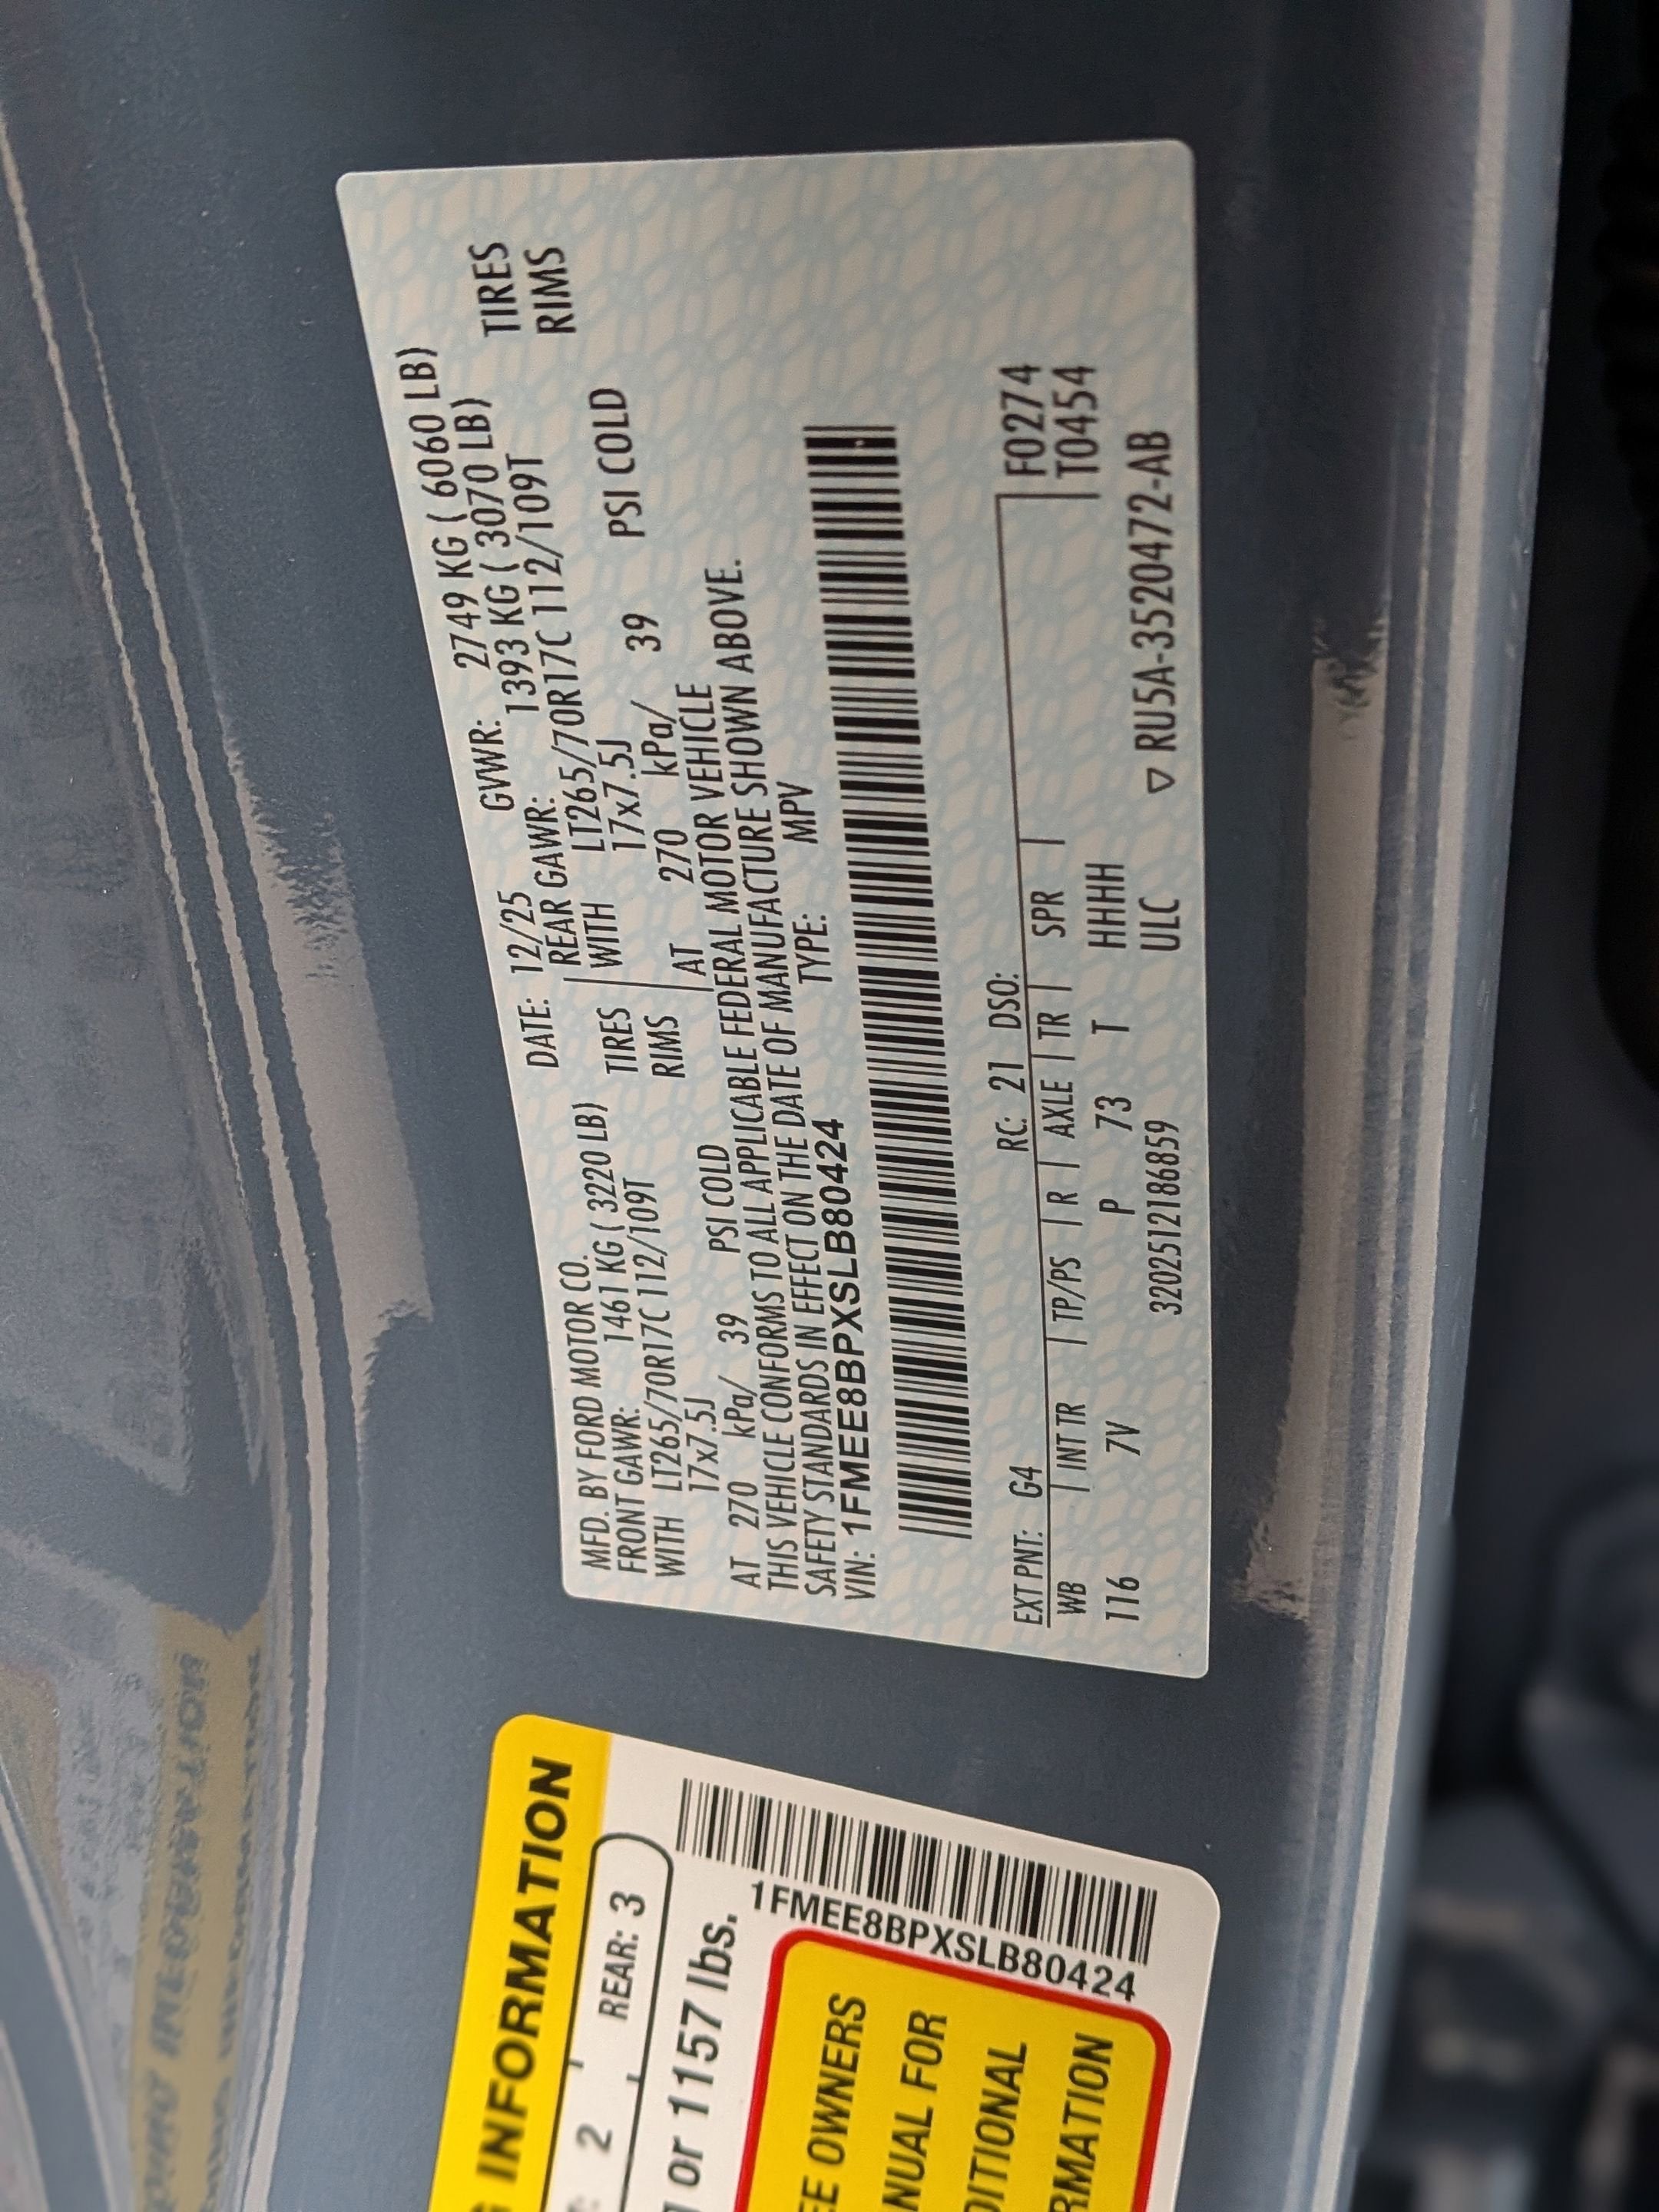 MFD. BY FORD MOTOR CO. DATE: 12/25 GVWR: 2749 KG ( 6060 LB)
FRONT GAWR: 1461 KG ( 3220 LB) REAR GAWR: 1393 KG ( 3070 LB)
WITH LT265/70R17C 112/109T TIRES WITH LT265/70R17C 112/109T TIRES
17x7.5J RIMS 17x7.5J RIMS
AT 270 kPa/ 39 PSI COLD AT 270 kPa/ 39 PSI COLD
THIS VEHICLE CONFORMS TO ALL APPLICABLE FEDERAL MOTOR VEHICLE
SAFETY STANDARDS IN EFFECT ON THE DATE OF MANUFACTURE SHOWN ABOVE.
VIN: 1FMEE8BPXSLB80424 TYPE: MPV
EXT PNT: G4 RC: 21 DSO: F0274
WB INT TR TP/PS R AXLE TR SPR T0454
116 7V P 73 T HHHH
320251218 6859 ULC ▽ RU5A-3520472-AB
INFORMATION
2 REAR: 3
or 1157 lbs.
1FMEE8BPXSLB80424
OWNERS